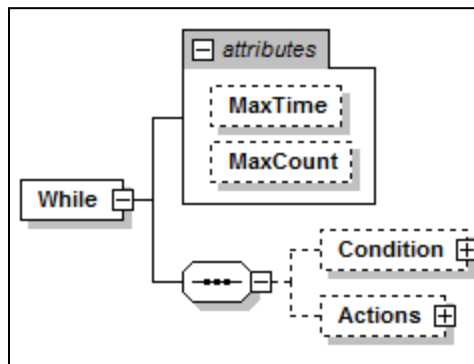 attributes
MaxTime
MaxCount
While
Condition
Actions